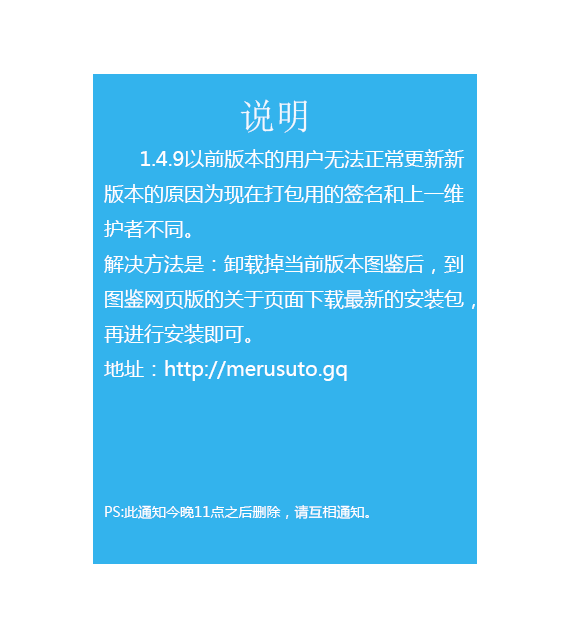 说明
1.4.9以前版本的用户无法正常更新新
版本的原因为现在打包用的签名和上一维
护者不同。
解决方法是：卸载掉当前版本图鉴后，到
图鉴网页版的关于页面下载最新的安装包，
再进行安装即可。
地址：http://merusuto.gq
PS:此通知今晚11点之后删除，请互相通知。